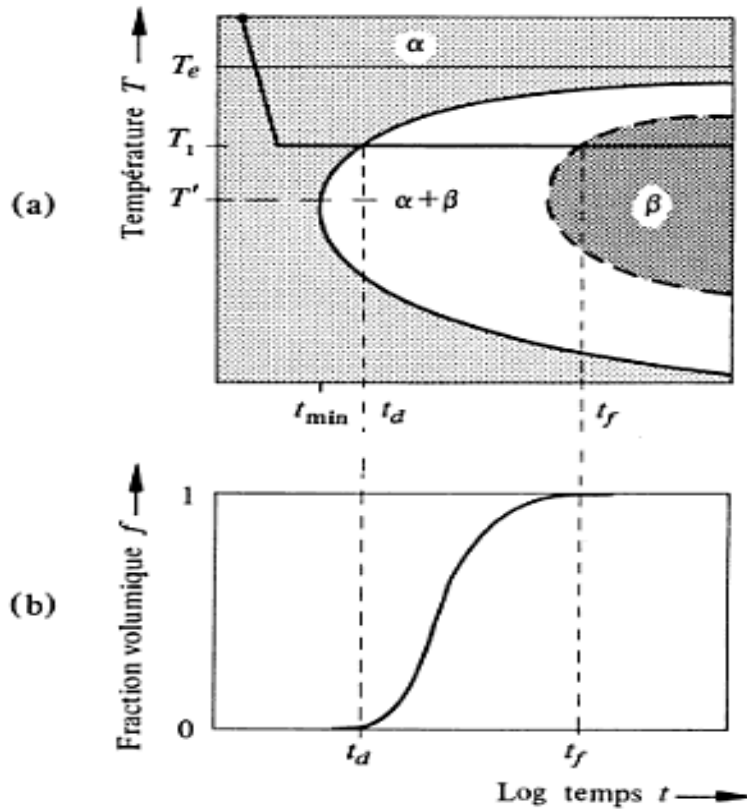 (a)
Température T
α
Te
T1
T'
α+β
β
tmin
td
tf
(b)
Fraction volumique f
1
0
td
tf
Log temps t